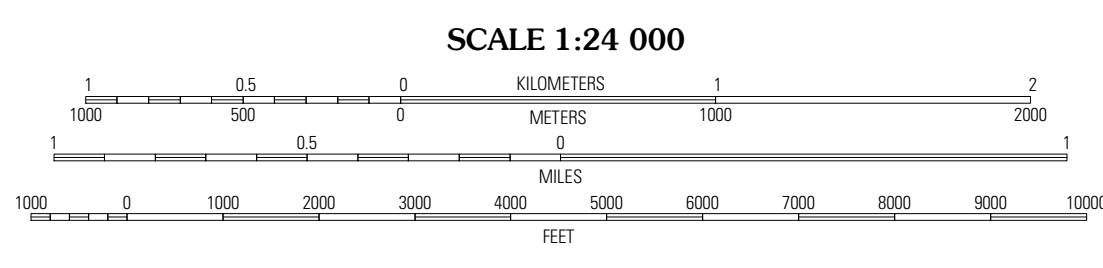 SCALE 1:24 000
1 0.5 0 KILOMETERS 1 2
1000 500 0 METERS 1000 2000
1 0.5 0 1
MILES
1000 0 1000 2000 3000 4000 5000 6000 7000 8000 9000 10000
FEET